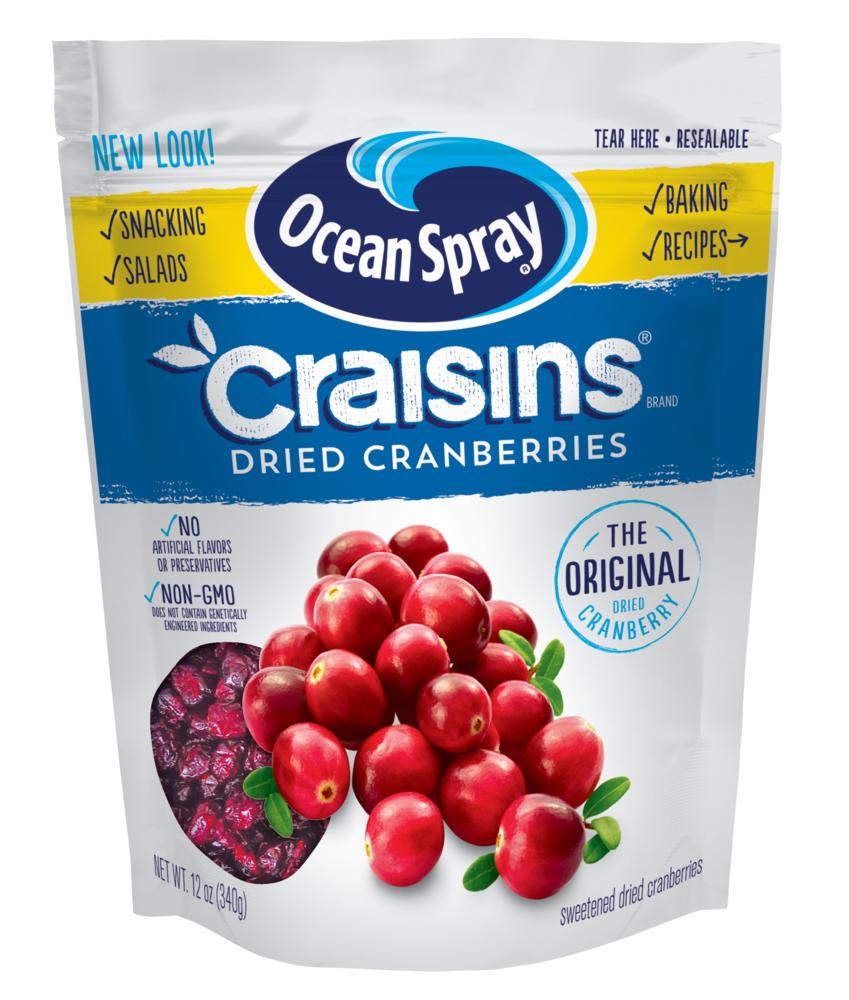 NEW LOOK!
TEAR HERE • RESEALABLE
✓SNACKING
✓SALADS
Ocean Spray®
✓BAKING
✓RECIPES→
Craisins®
BRAND
DRIED CRANBERRIES
✓NO
ARTIFICIAL FLAVORS
OR PRESERVATIVES
✓NON-GMO
DOES NOT CONTAIN GENETICALLY
ENGINEERED INGREDIENTS
THE
ORIGINAL
DRIED
CRANBERRY
NET WT. 12 oz (340g)
sweetened dried cranberries